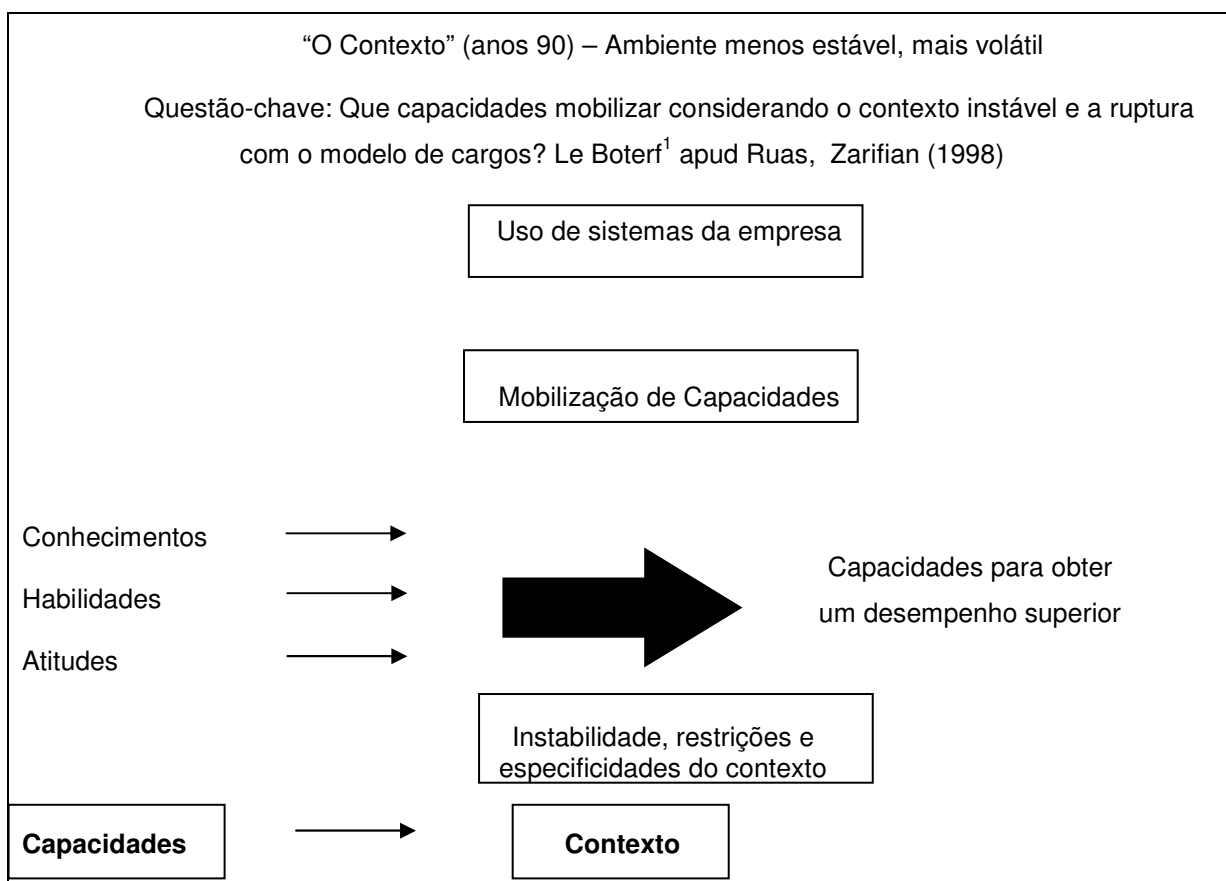 “O Contexto” (anos 90) – Ambiente menos estável, mais volátil
Questão-chave: Que capacidades mobilizar considerando o contexto instável e a ruptura
com o modelo de cargos? Le Boterf¹ apud Ruas, Zarifian (1998)
Uso de sistemas da empresa
Mobilização de Capacidades
Conhecimentos
Habilidades
Atitudes
Capacidades para obter
um desempenho superior
Instabilidade, restrições e
especificidades do contexto
Capacidades
Contexto